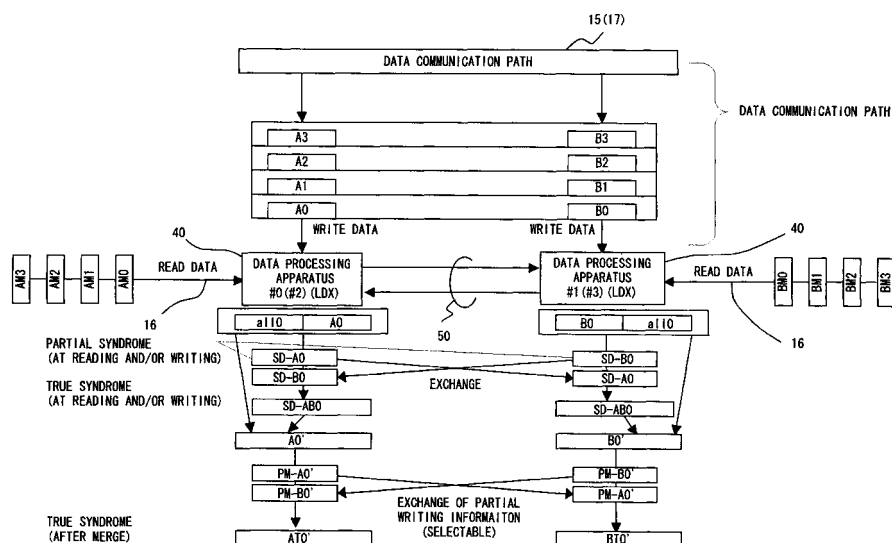 15(17)
DATA COMMUNICATION PATH
DATA COMMUNICATION PATH
A3 B3
A2 B2
A1 B1
A0 B0
WRITE DATA WRITE DATA
40 40
AM3 AM2 AM1 AM0
READ DATA
DATA PROCESSING
APPARATUS
#0(#2)(LDX)
DATA PROCESSING
APPARATUS
#1(#3)(LDX)
READ DATA
BM0 BM1 BM2 BM3
16 50 16
all0 A0 B0 all0
PARTIAL SYNDROME
(AT READING AND/OR WRITING)
SD-A0 SD-B0
SD-B0 EXCHANGE SD-A0
TRUE SYNDROME
(AT READING AND/OR WRITING)
SD-AB0 SD-AB0
A0' B0'
PM-A0' PM-B0'
PM-B0' PM-A0'
EXCHANGE OF PARTIAL
WRITING INFORMAITON
(SELECTABLE)
TRUE SYNDROME
(AFTER MERGE)
AT0' BT0'